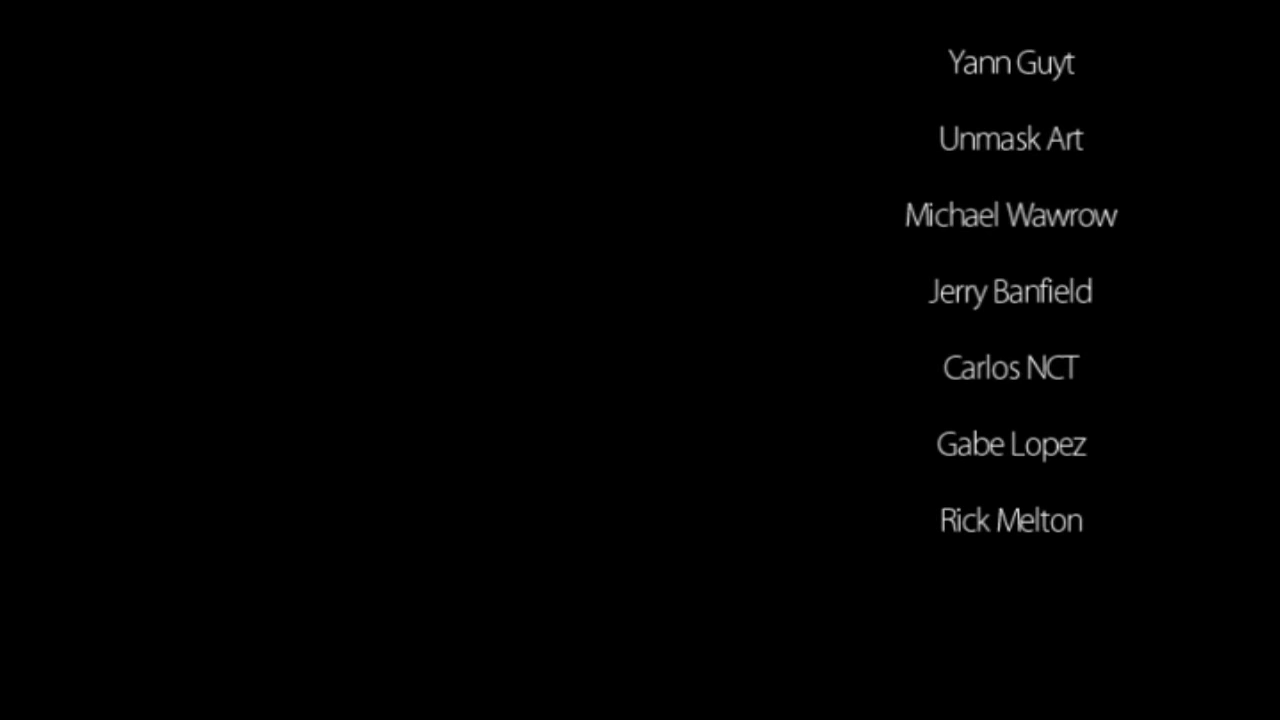 Yann Guyt
Unmask Art
Michael Wawrow
Jerry Banfield
Carlos NCT
Gabe Lopez
Rick Melton